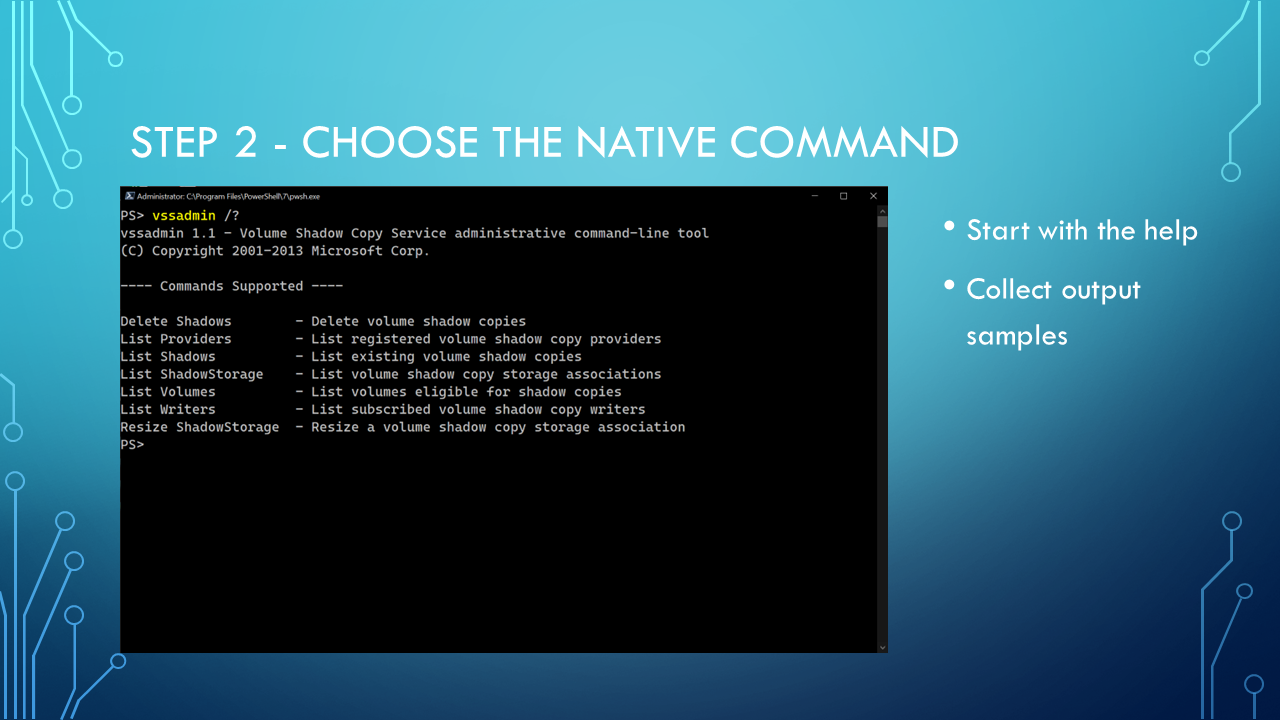 STEP 2 - CHOOSE THE NATIVE COMMAND
Administrator: C:\Program Files\PowerShell\7\pwsh.exe
PS> vssadmin /?
vssadmin 1.1 - Volume Shadow Copy Service administrative command-line tool
(C) Copyright 2001-2013 Microsoft Corp.
---- Commands Supported ----
Delete Shadows - Delete volume shadow copies
List Providers - List registered volume shadow copy providers
List Shadows - List existing volume shadow copies
List ShadowStorage - List volume shadow copy storage associations
List Volumes - List volumes eligible for shadow copies
List Writers - List subscribed volume shadow copy writers
Resize ShadowStorage - Resize a volume shadow copy storage association
PS>
• Start with the help
• Collect output
samples